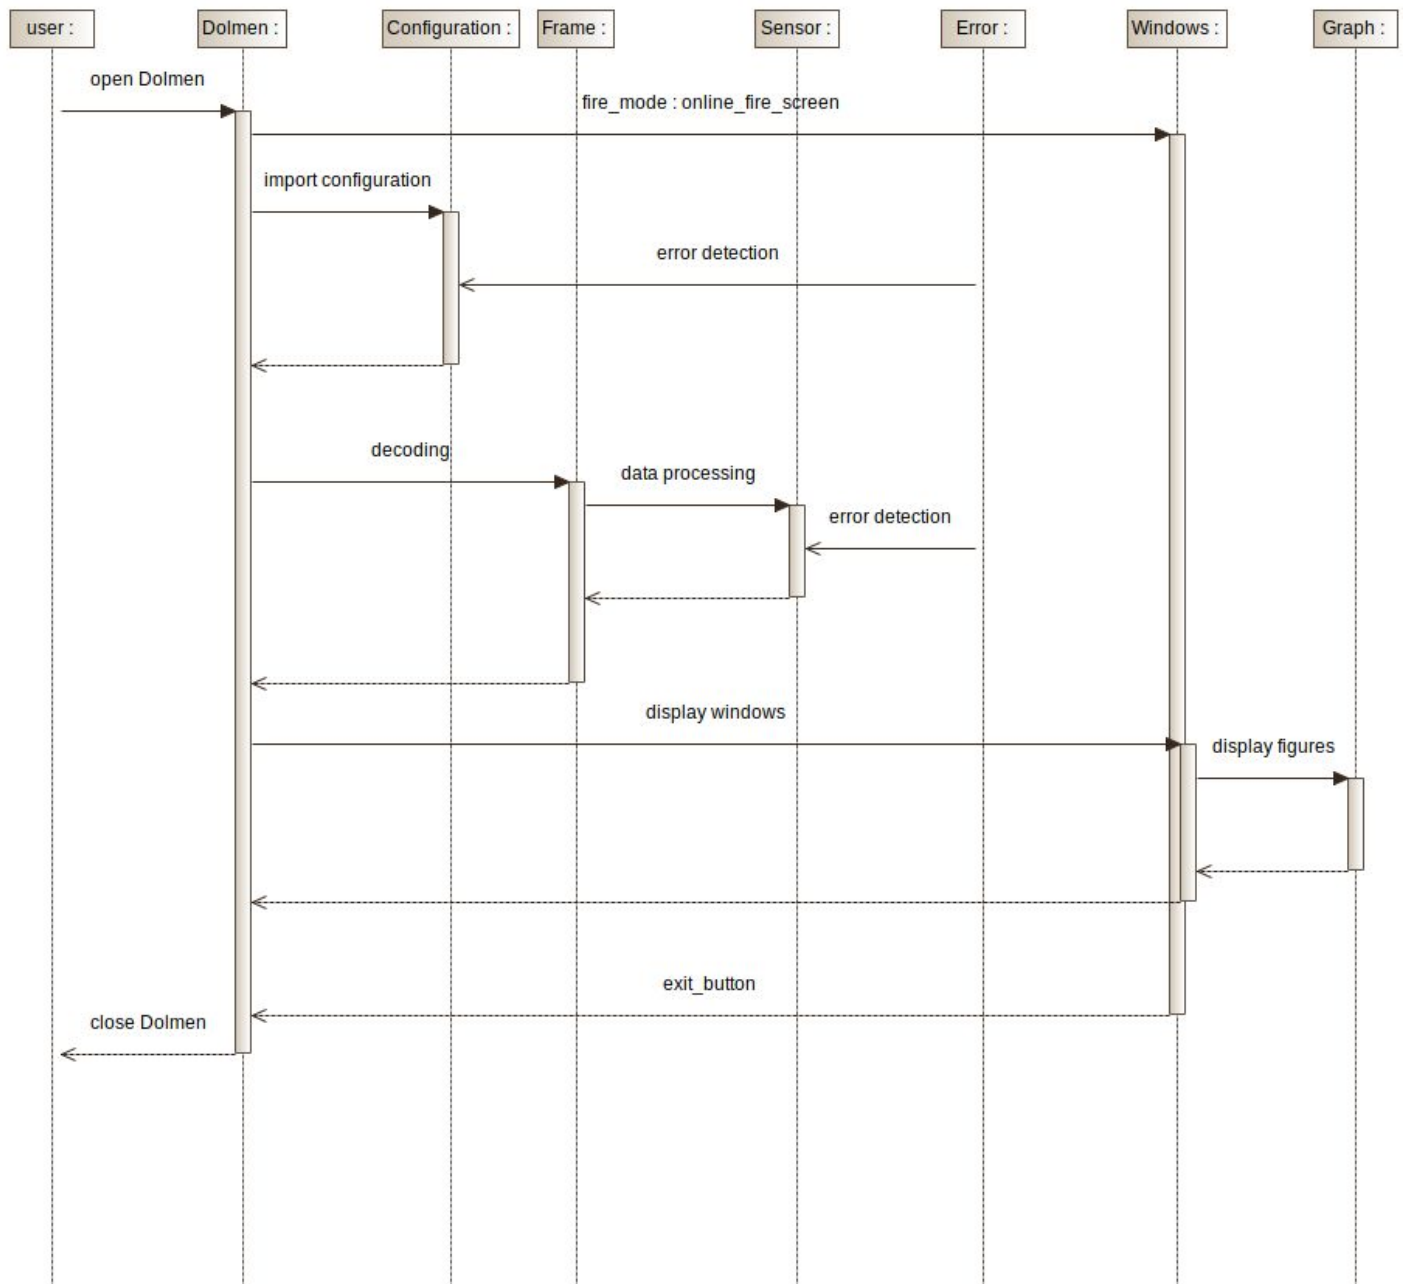 user :
Dolmen :
Configuration :
Frame :
Sensor :
Error :
Windows :
Graph :
open Dolmen
fire_mode : online_fire_screen
import configuration
error detection
decoding
data processing
error detection
display windows
display figures
exit_button
close Dolmen